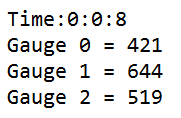 Time:0:0:8
Gauge 0 = 421
Gauge 1 = 644
Gauge 2 = 519